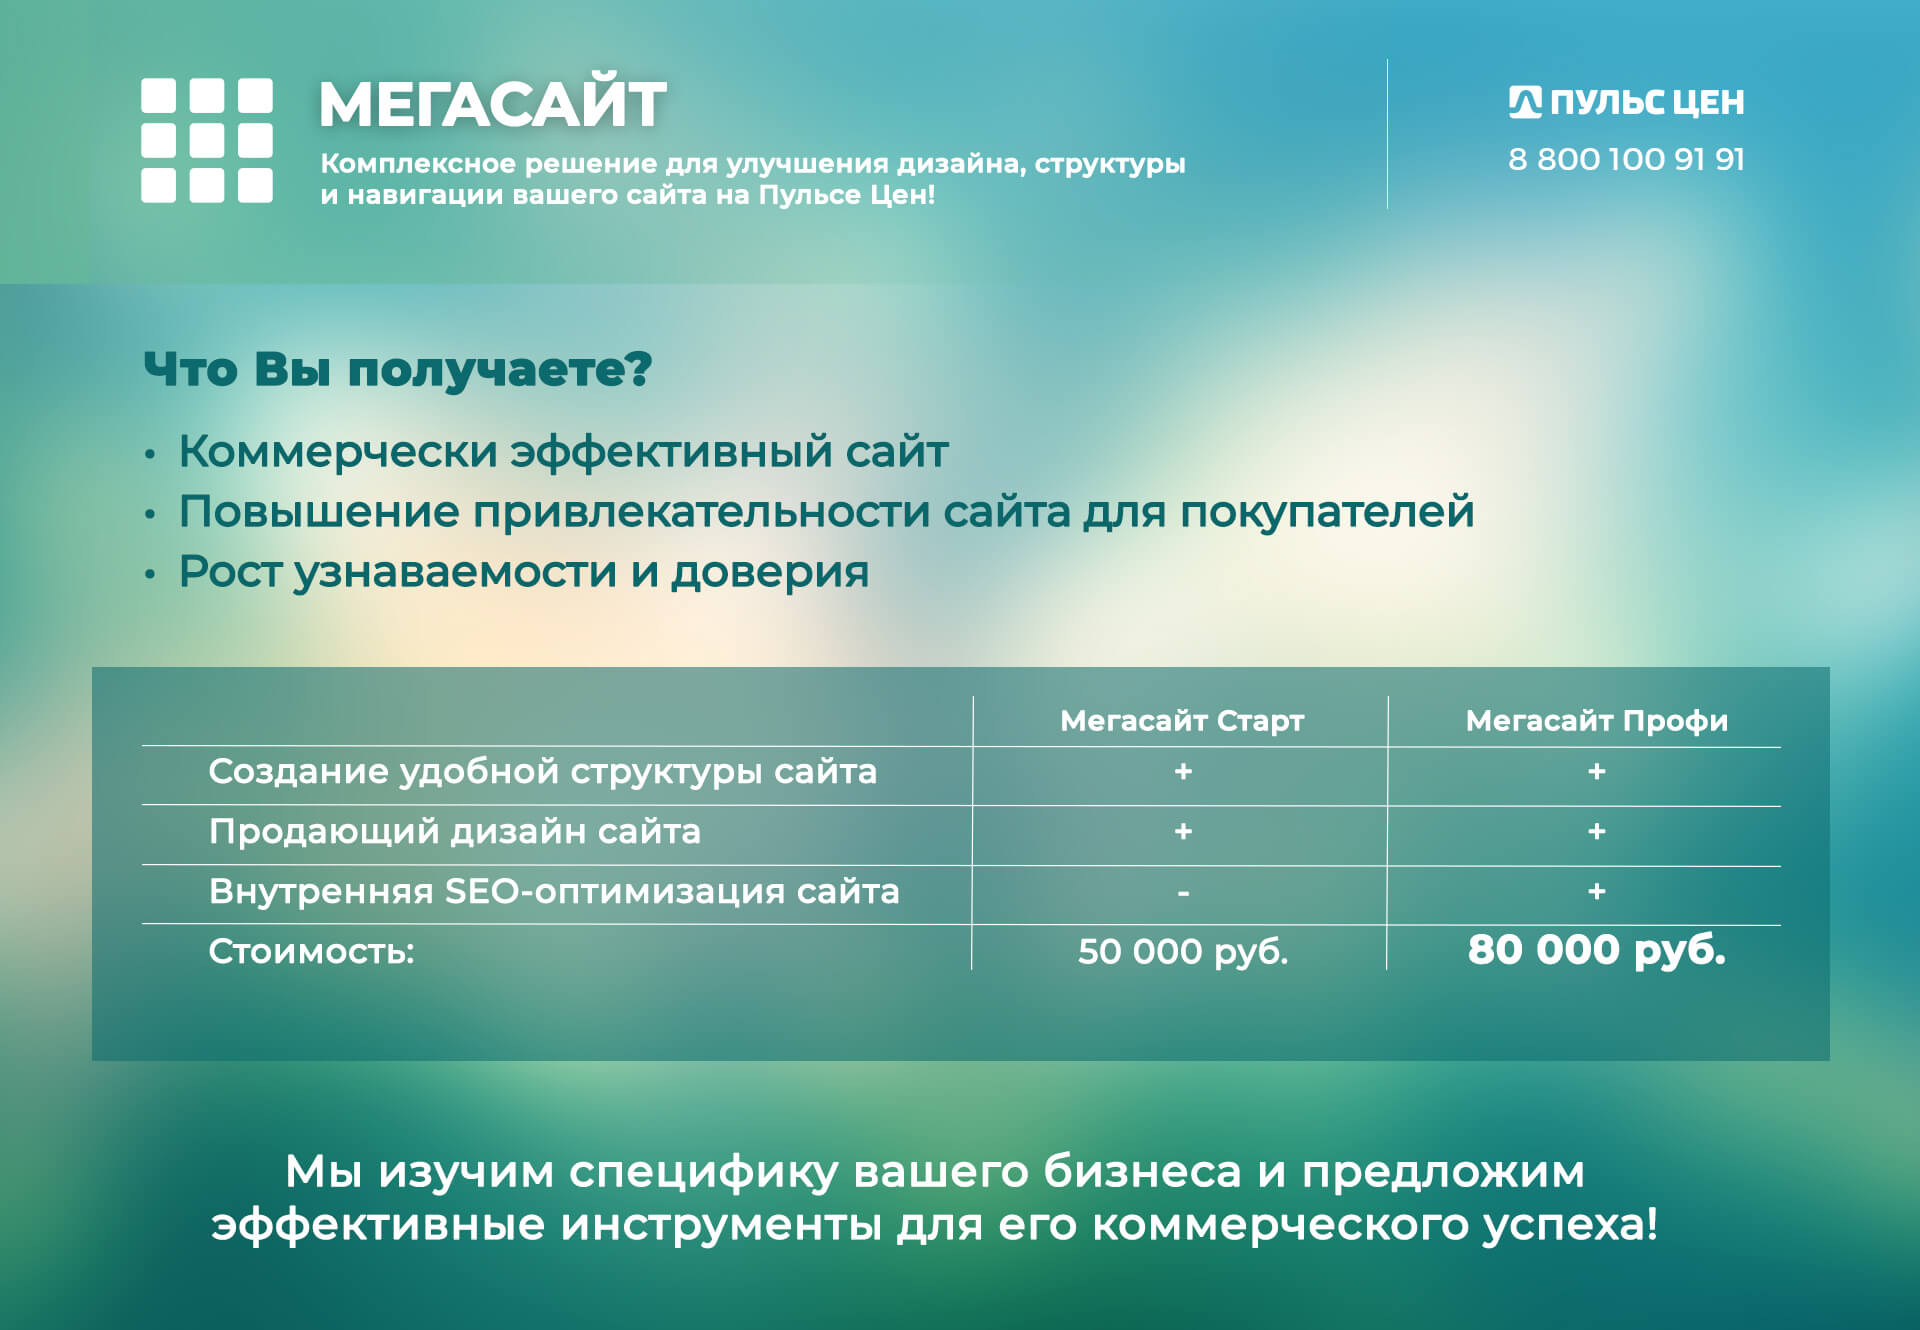 МЕГАСАЙТ
Комплексное решение для улучшения дизайна, структуры
и навигации вашего сайта на Пульсе Цен!
ПУЛЬС ЦЕН
8 800 100 91 91
Что Вы получаете?
• Коммерчески эффективный сайт
• Повышение привлекательности сайта для покупателей
• Рост узнаваемости и доверия
Мегасайт Старт Мегасайт Профи
Создание удобной структуры сайта + +
Продающий дизайн сайта + +
Внутренняя SEO-оптимизация сайта - +
Стоимость: 50 000 руб. 80 000 руб.
Мы изучим специфику вашего бизнеса и предложим
эффективные инструменты для его коммерческого успеха!